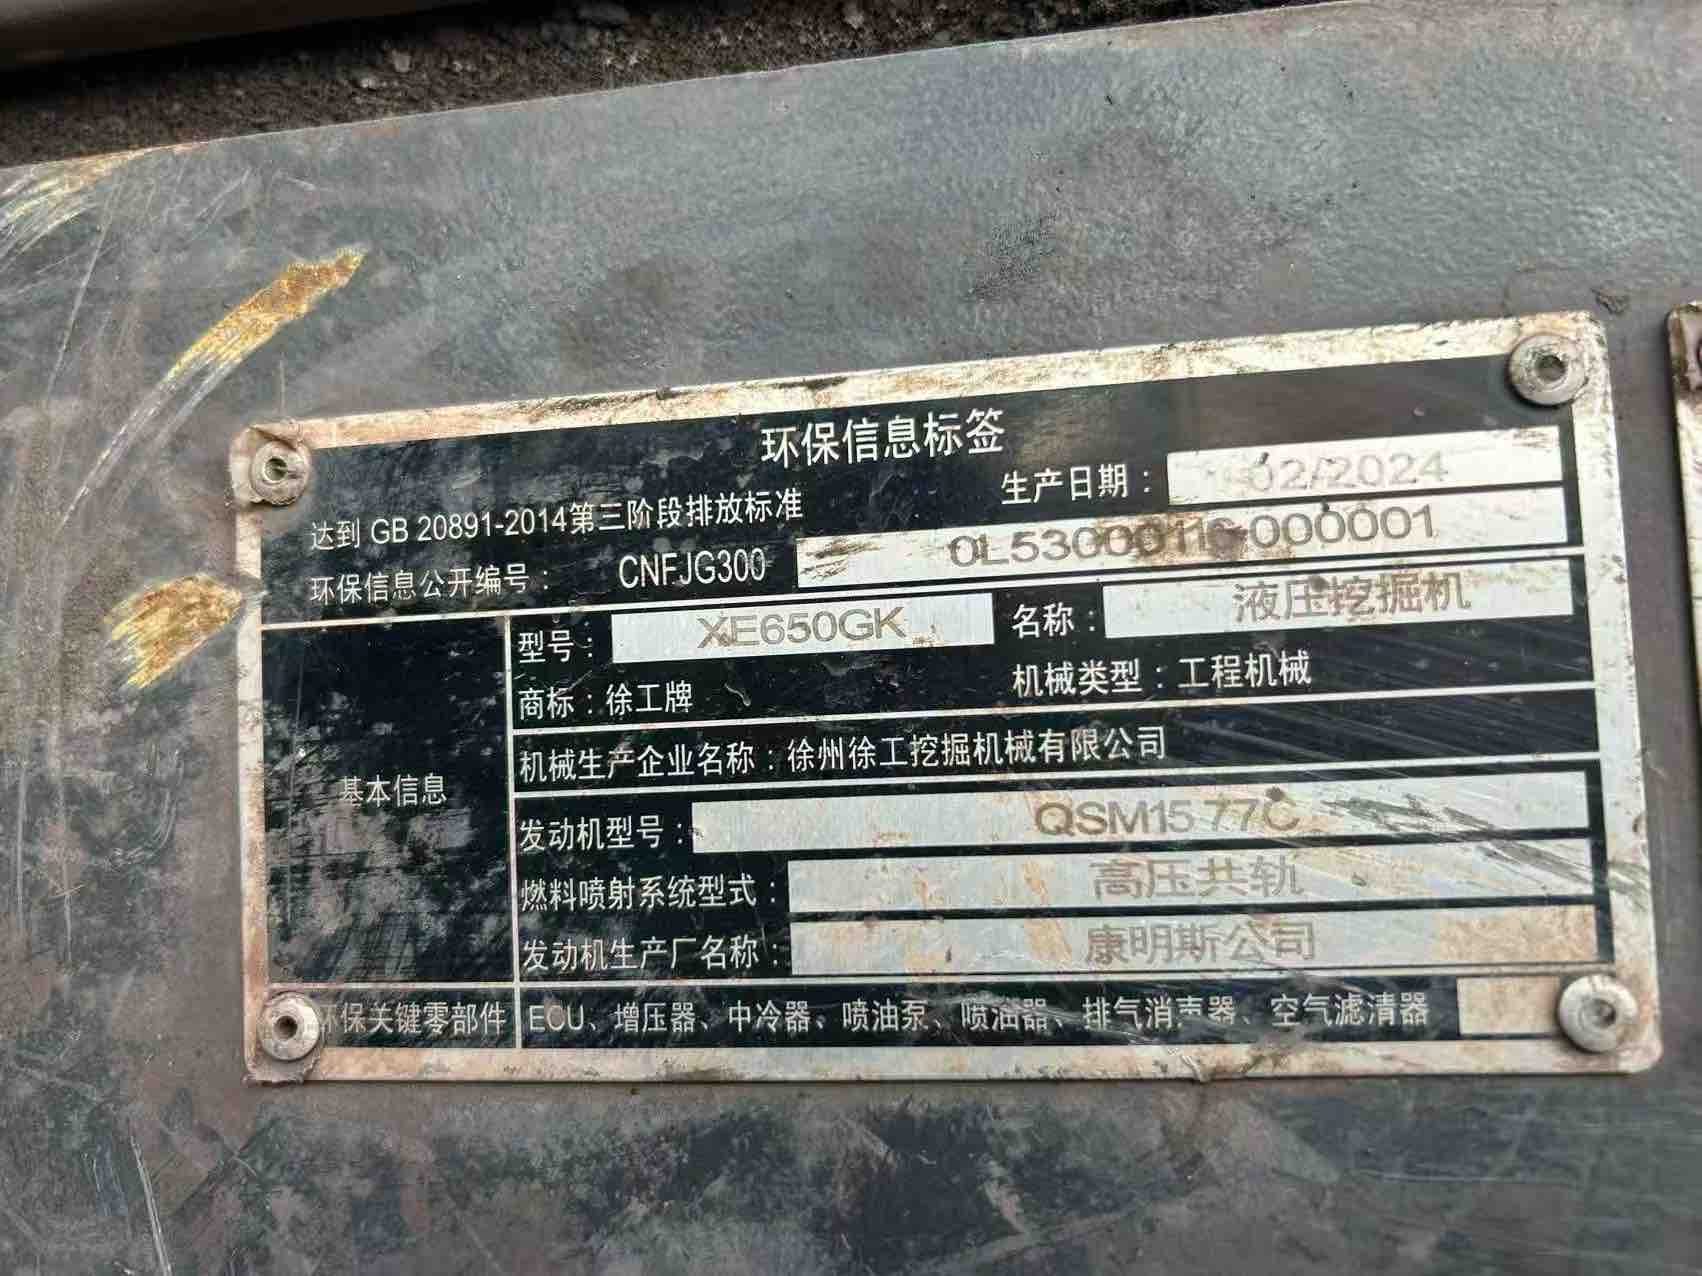 环保信息标签
达到 GB 20891-2014第三阶段排放标准 生产日期：02/2024
环保信息公开编号： CNFJG300
基本信息
型号：XE650GK 名称：液压挖掘机
商标：徐工牌 机械类型：工程机械
机械生产企业名称：徐州徐工挖掘机械有限公司
发动机型号：
燃料喷射系统型式：高压共轨
发动机生产厂名称：康明斯公司
环保关键零部件 ECU、增压器、中冷器、喷油泵、喷油器、排气消声器、空气滤清器